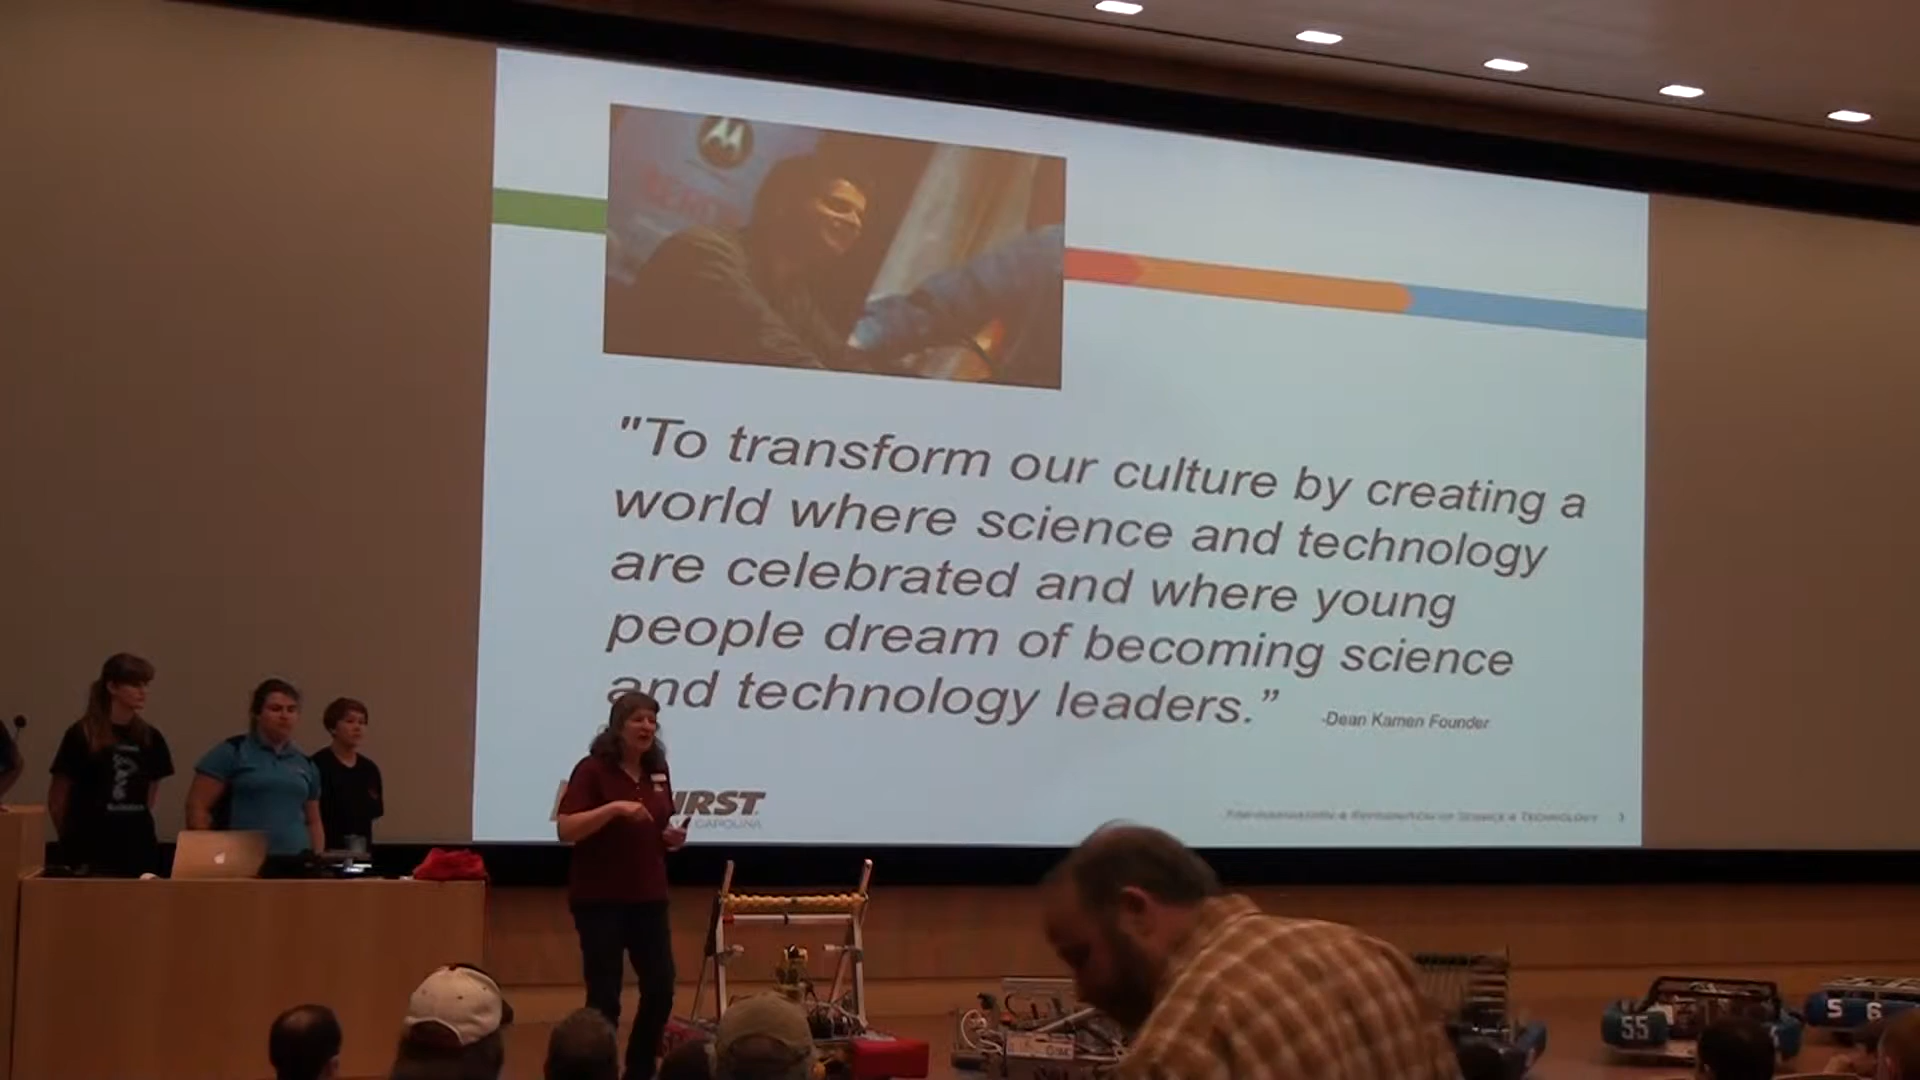 "To transform our culture by creating a
world where science and technology
are celebrated and where young
people dream of becoming science
and technology leaders.”
-Dean Kamen Founder
FIRST
CAROLINA
3
55
5 6